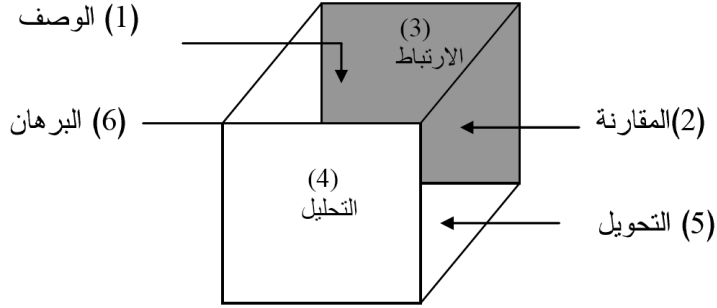 (1) الوصف
(3)
الارتباط
(2)المقارنة
(6) البرهان
(4)
التحليل
(5) التحويل